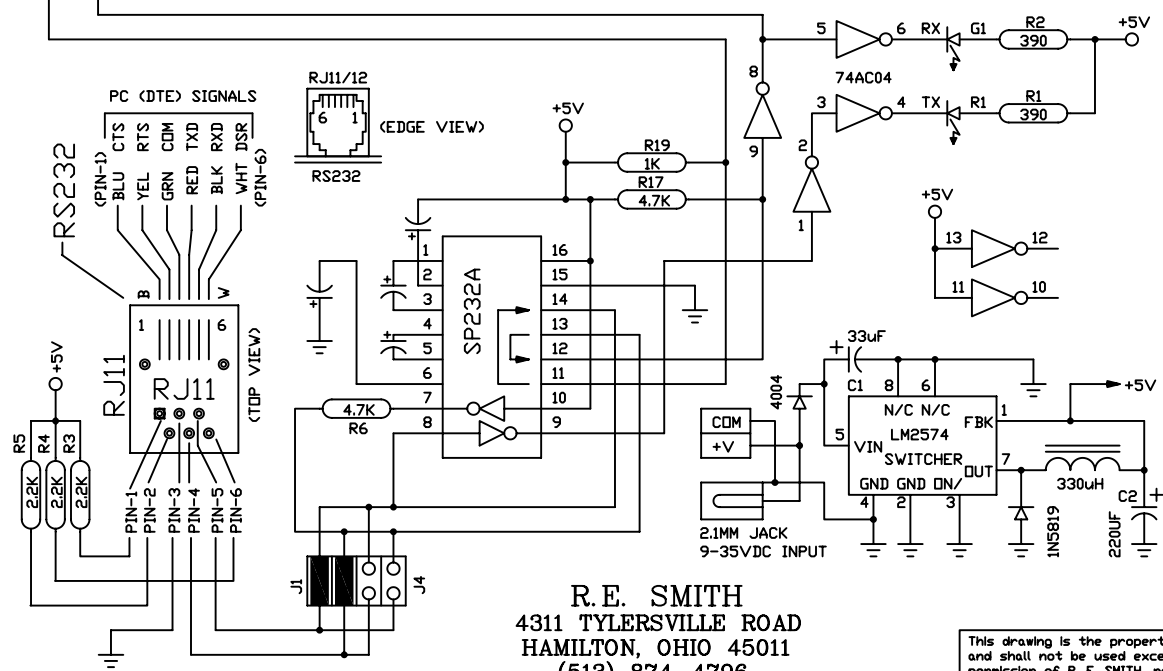 5
6
RX
G1
R2
390
+5V
74AC04
3
4
TX
R1
R1
390
8
9
2
1
RJ11/12
6 1
(EDGE VIEW)
RS232
PC (DTE) SIGNALS
RS232
(PIN-1)
BLU CTS
YEL RTS
GRN COM
RED TXD
BLK RXD
WHT DSR
(PIN-6)
+5V
R19
1K
R17
4.7K
+5V
13
12
11
10
B
W
1
6
RJ11
RJ11
(TOP VIEW)
+5V
R5
R4
R3
2.2K
2.2K
2.2K
PIN-1
PIN-2
PIN-3
PIN-4
PIN-5
PIN-6
+
+
+
+
SP232A
1
2
3
4
5
6
7
8
16
15
14
13
12
11
10
9
4.7K
R6
J1
J4
COM
+V
2.1MM JACK
9-35VDC INPUT
4004
+
33uF
C1
8
6
N/C N/C
1
FBK
5
VIN
LM2574
SWITCHER
7
OUT
GND GND ON/
4
2
3
+5V
330uH
1N5819
C2
+
220UF
R.E. SMITH
4311 TYLERSVILLE ROAD
HAMILTON, OHIO 45011
(513) 874-4796
This drawing is the propert
and shall not be used exce
permission of R.E. SMITH